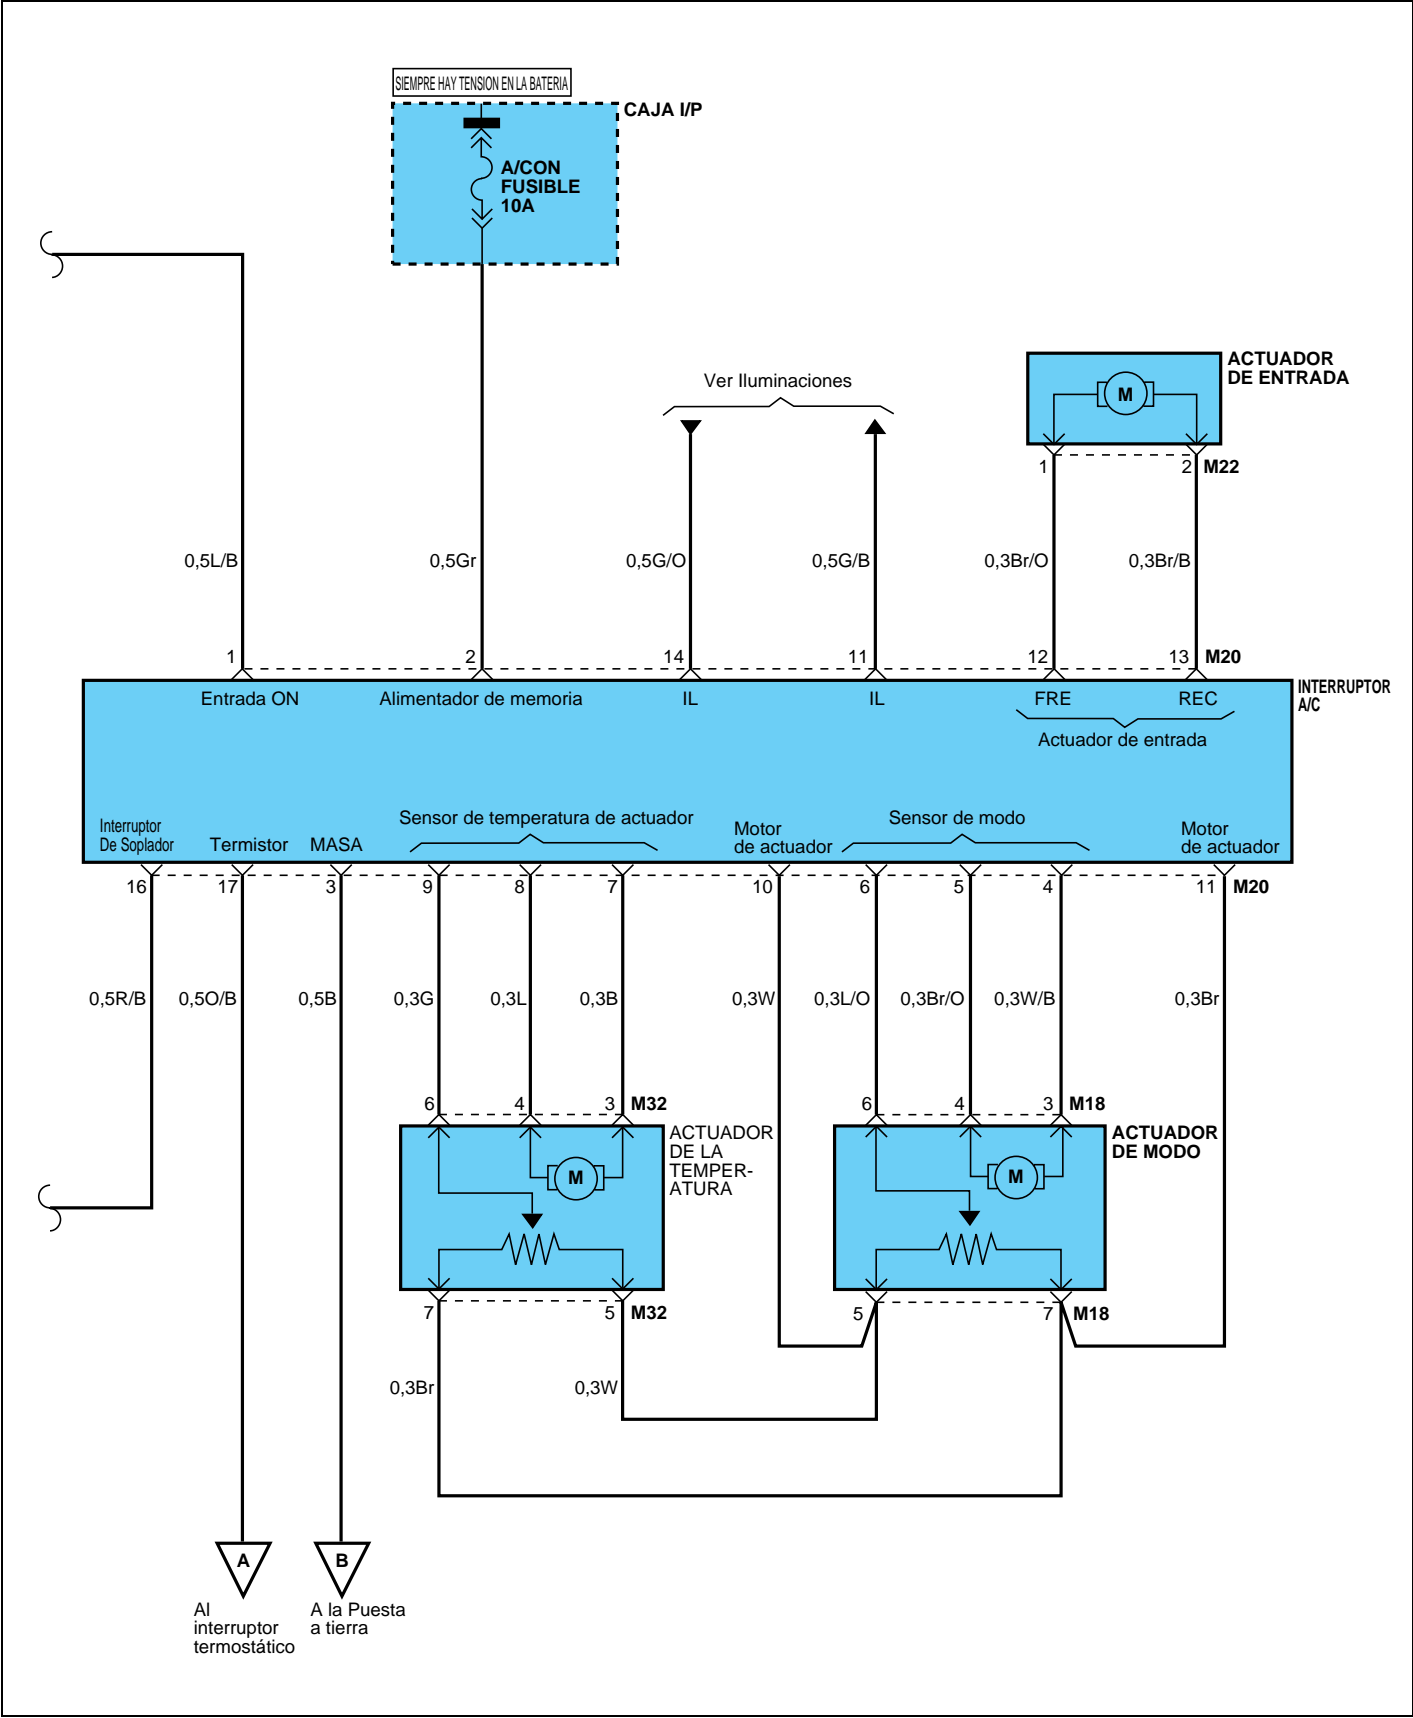 SIEMPRE HAY TENSION EN LA BATERIA
CAJA I/P
A/CON
FUSIBLE
10A
Ver Iluminaciones
ACTUADOR
DE ENTRADA
M
1
2
M22
0,5L/B
0,5Gr
0,5G/O
0,5G/B
0,3Br/O
0,3Br/B
1
2
14
11
12
13
M20
Entrada ON
Alimentador de memoria
IL
IL
FRE
REC
INTERRUPTOR
A/C
Actuador de entrada
Interruptor
De Soplador
Termistor
MASA
Sensor de temperatura de actuador
Motor
de actuador
Sensor de modo
Motor
de actuador
16
17
3
9
8
7
10
6
5
4
11
M20
0,5R/B
0,5O/B
0,5B
0,3G
0,3L
0,3B
0,3W
0,3L/O
0,3Br/O
0,3W/B
0,3Br
6
4
3
M32
6
4
3
M18
ACTUADOR
DE LA
TEMPER-
ATURA
M
ACTUADOR
DE MODO
M
7
5
M32
5
7
M18
0,3Br
0,3W
A
B
Al
interruptor
termostático
A la Puesta
a tierra